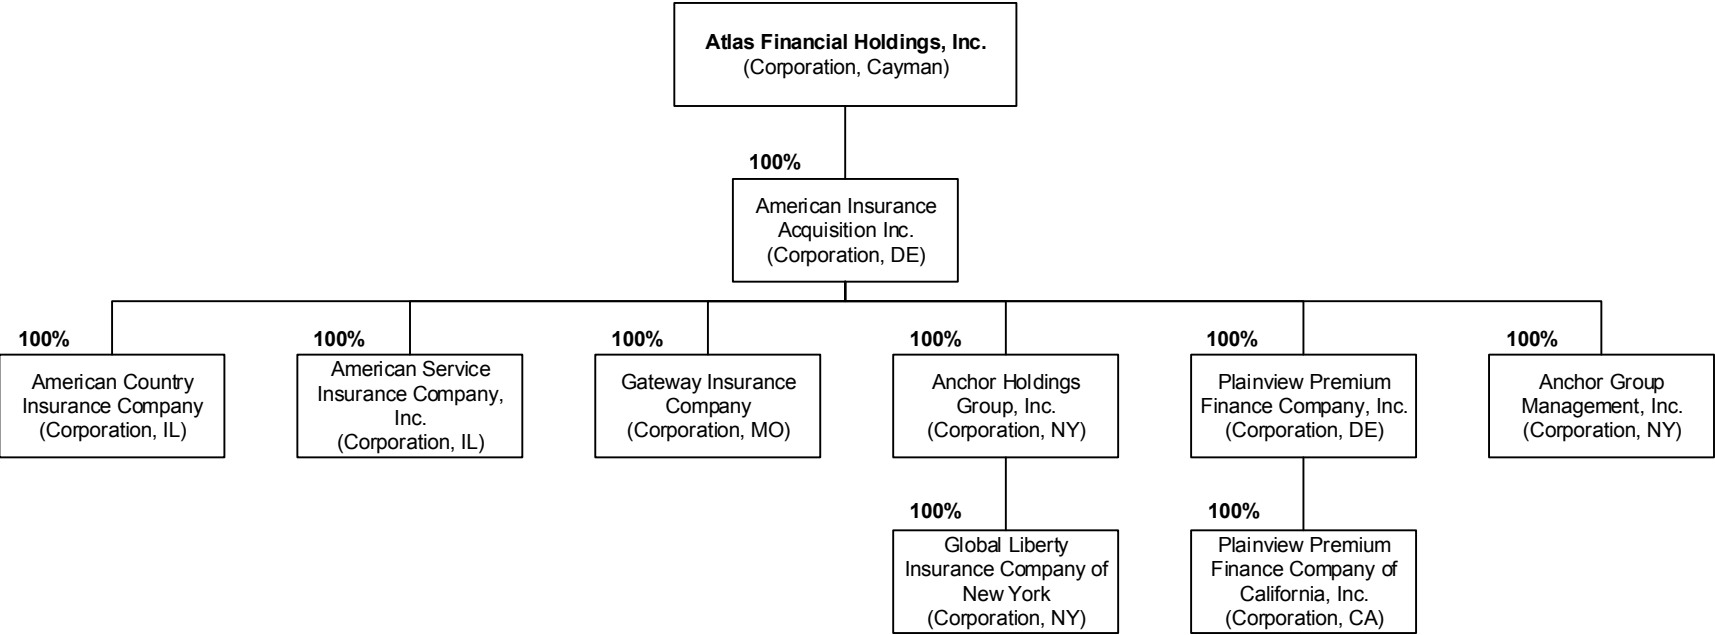 Atlas Financial Holdings, Inc.
(Corporation, Cayman)
100%
American Insurance
Acquisition Inc.
(Corporation, DE)
100%
American Country
Insurance Company
(Corporation, IL)
100%
American Service
Insurance Company,
Inc.
(Corporation, IL)
100%
Gateway Insurance
Company
(Corporation, MO)
100%
Anchor Holdings
Group, Inc.
(Corporation, NY)
100%
Plainview Premium
Finance Company, Inc.
(Corporation, DE)
100%
Anchor Group
Management, Inc.
(Corporation, NY)
100%
Global Liberty
Insurance Company of
New York
(Corporation, NY)
100%
Plainview Premium
Finance Company of
California, Inc.
(Corporation, CA)